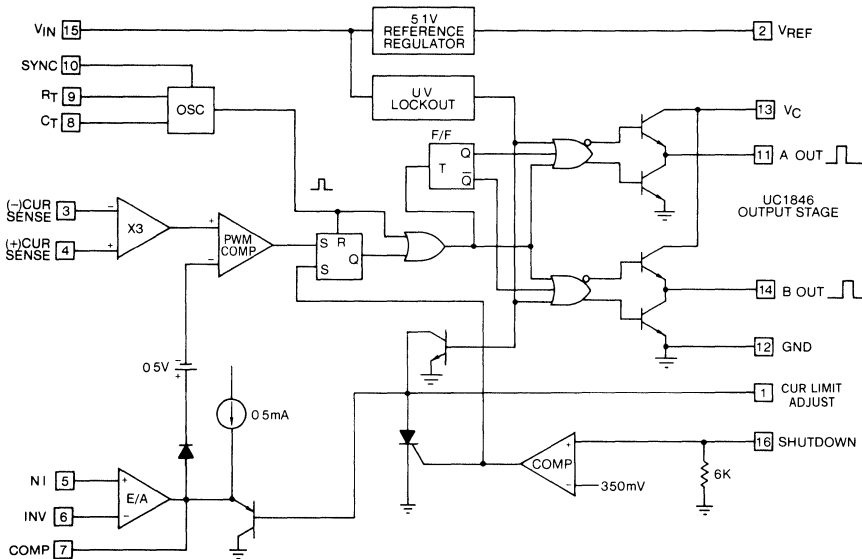 VIN 15
5 1V
REFERENCE
REGULATOR
2 VREF
SYNC 10
RT 9
CT 8
OSC
U V
LOCKOUT
F/F
T
Q
Q̅
13 VC
11 A OUT
UC1846
OUTPUT STAGE
(−)CUR
SENSE 3
(+)CUR
SENSE 4
−
+
X3
+
−
PWM
COMP
S R
S
Q
14 B OUT
12 GND
0 5V
−
+
0 5mA
1 CUR LIMIT
ADJUST
16 SHUTDOWN
COMP
+
−
350mV
6K
NI 5
INV 6
COMP 7
+
−
E/A